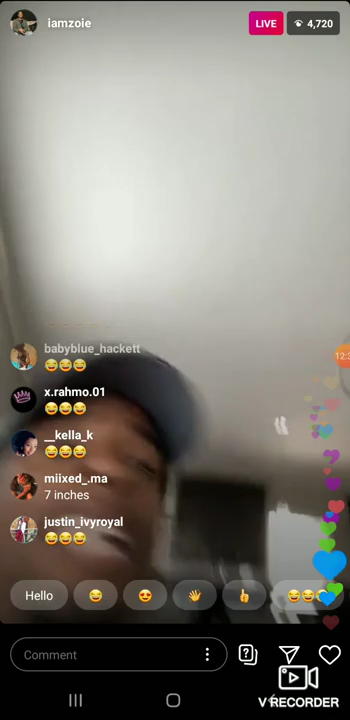 iamzoie
LIVE 4,720
babyblue_hackett
😂😂😂
x.rahmo.01
😂😂😂
__kella_k
😂😂😂
miixed_.ma
7 inches
justin_ivyroyal
😂😂😂
Hello 😂 😍 👋 👍 😂😂
Comment
V RECORDER